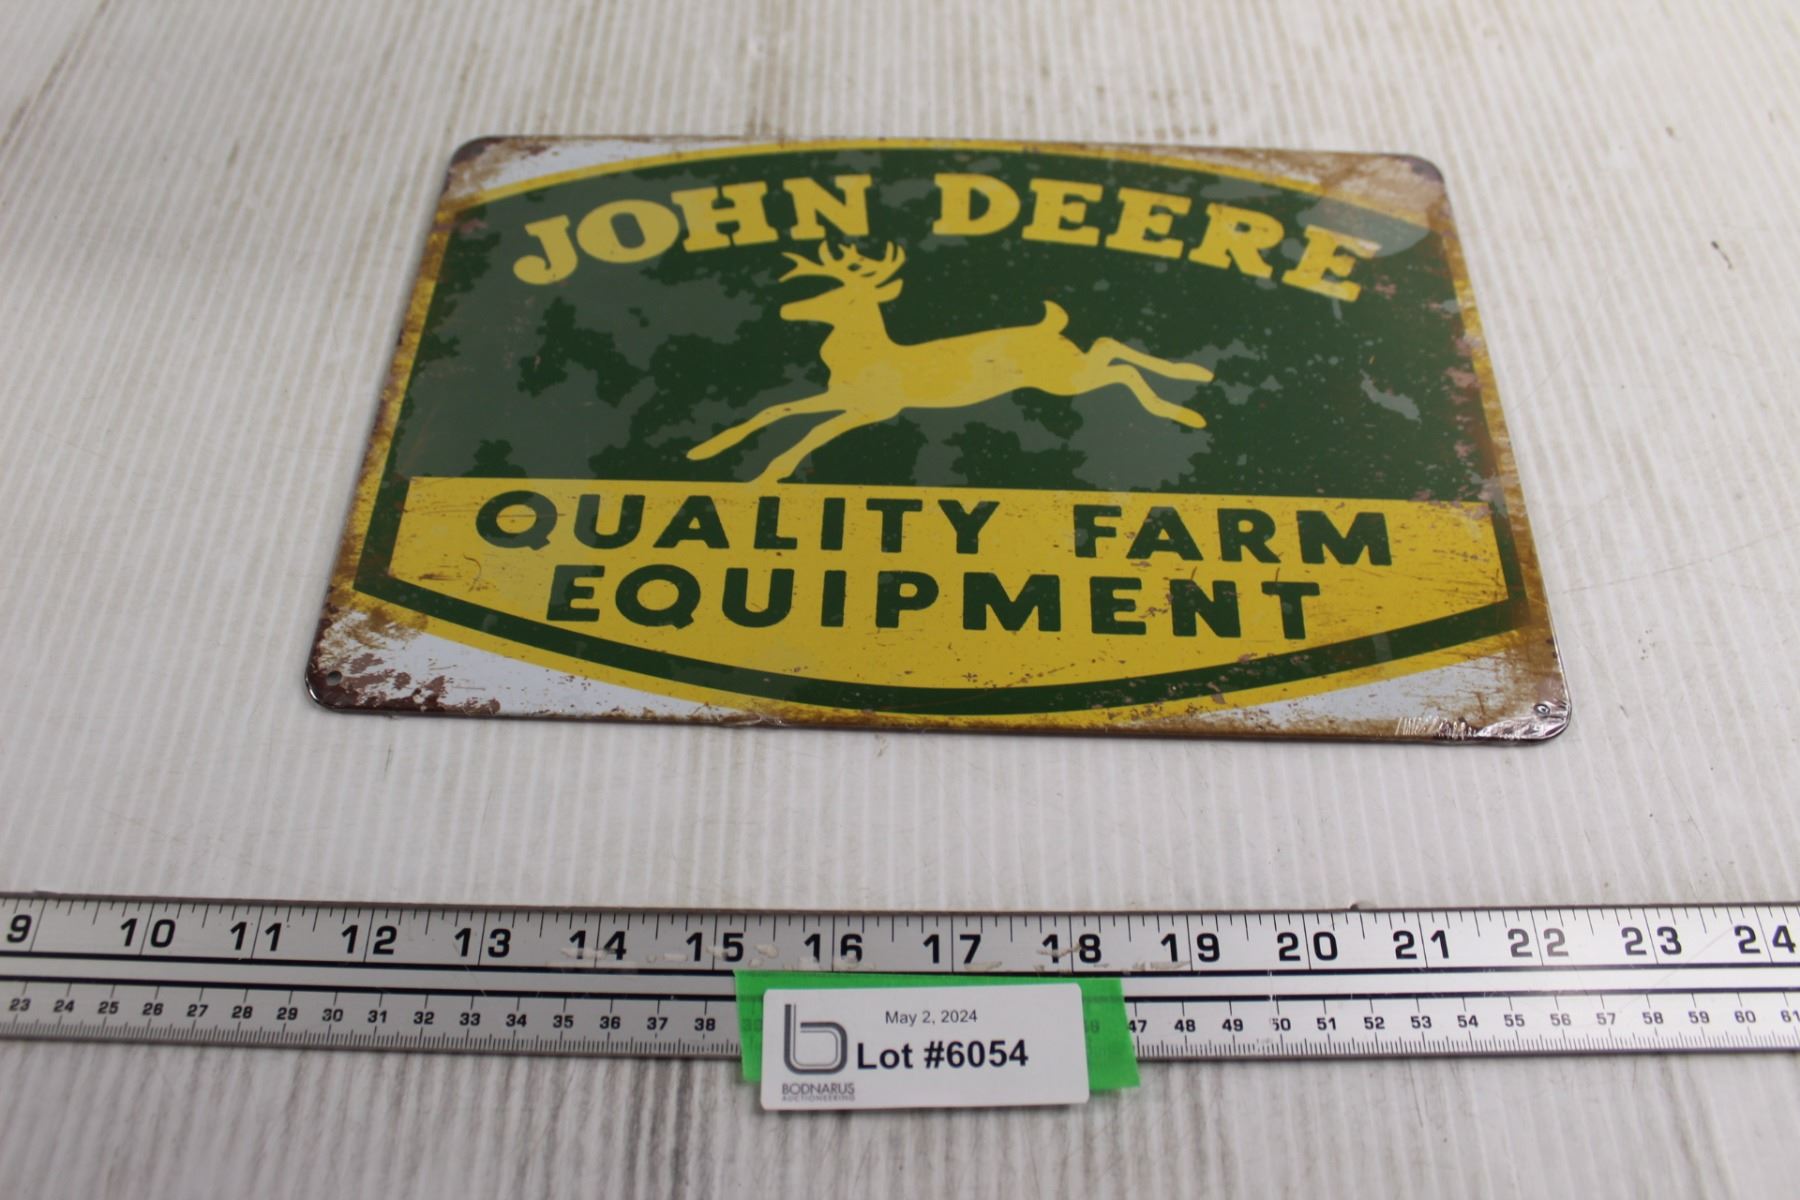 JOHN DEERE
QUALITY FARM
EQUIPMENT
9 10 11 12 13 14 15 16 17 18 19 20 21 22 23 24
23 24 25 26 27 28 29 30 31 32 33 34 35 36 37 38 47 48 49 50 51 52 53 54 55 56 57 58 59 60 61
May 2, 2024
Lot #6054
BODNARUS
AUCTIONEERING